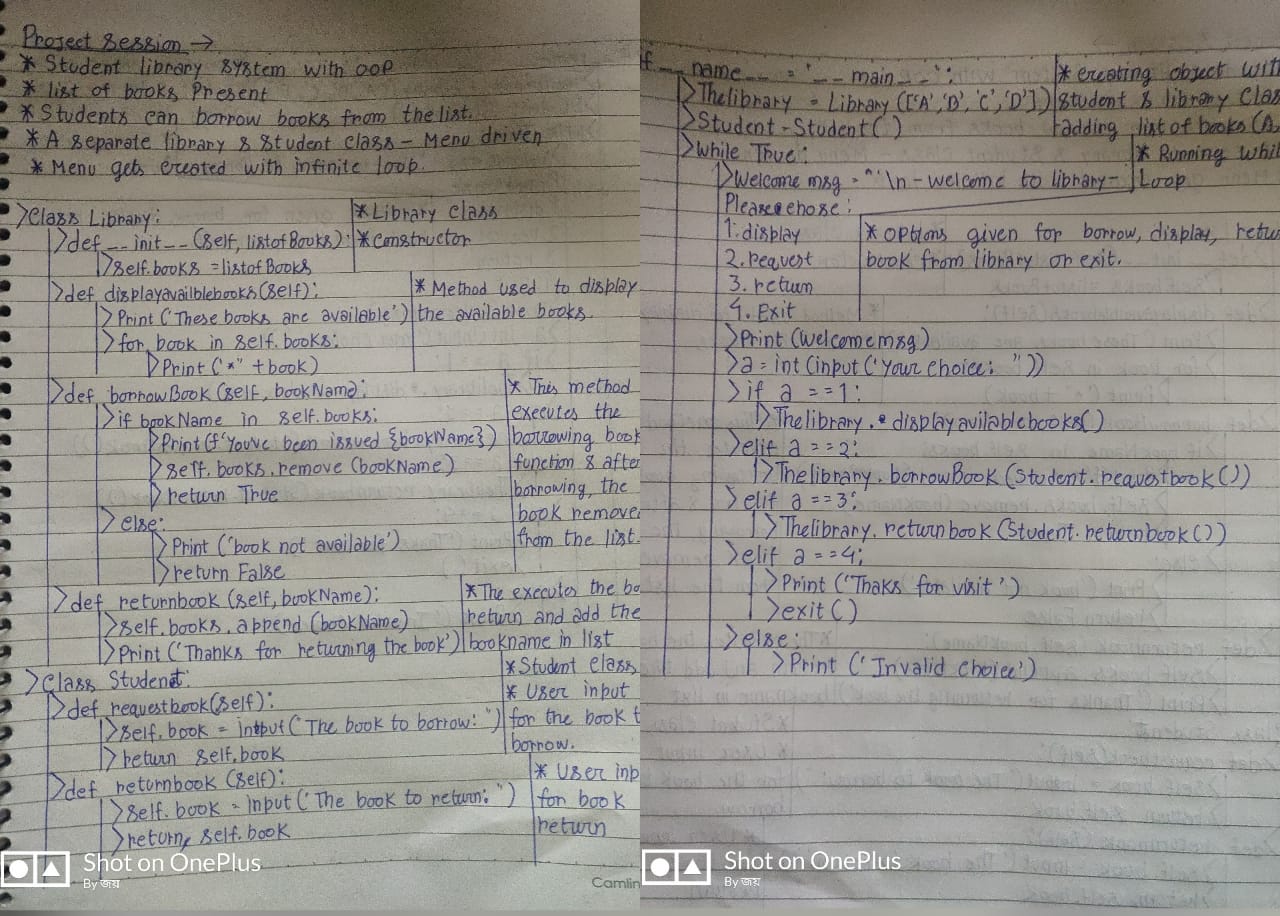 Project Session →
* Student library system with OOP
* list of books Present
* Students can borrow books from the list.
* A separate library & Student class – Menu driven
* Menu gets created with infinite loop.
>Class Library:
* Library class
>def __init__ (self, listofBooks):
* Constructor
>self.books = listofBooks
>def displayavailblebooks(self):
* Method used to display
>Print ('These books are available')
the available books.
>for book in self.books:
>Print ('*" + book)
>def borrowBook (self, bookName):
* This method
>if bookName in self.books:
executes the
>Print (f'You've been issued {bookName})
borrowing book
>self. books. remove (bookName)
function & after
>return True
borrowing, the
>else:
book remove
>Print ('book not available')
from the list.
>return False
>def returnbook (self, bookName):
* The executes the bo
>self. books. append (bookName)
return and add the
>Print ('Thanks for returning the book')
bookname in list
>Class Student:
* Student class
>def requestbook(self):
* User input
>self. book = input ("The book to borrow: ")
for the book t
>return self.book
borrow.
>def returnbook (self):
* User inp
>self. book = input ('The book to return: ")
for book
>return self.book
return
Shot on OnePlus
By জয়
Camlin
f __name__ = '__main__':
* creating object with
>Thelibrary = Library (['A', 'B', 'C', 'D'])
Student & library Clas
>Student = Student ( )
adding list of books (A-
>while True:
* Running whil
>Welcome msg = "'\n – welcome to library –
Loop
Please chose:
1. display
* Options given for borrow, display, retu
2. request
book from library or exit.
3. return
4. Exit
>Print (Welcomemsg)
>a = int (input ('Your choice: "))
>if a == 1:
>Thelibrary. displayavilablebooks()
>elif a == 2:
>Thelibrary. borrowBook (Student. requestbook ())
>elif a == 3:
>Thelibrary. returnbook (Student. returnbook ())
>elif a == 4:
>Print ('Thaks for visit')
>exit ( )
>else:
>Print ('Invalid choice')
Shot on OnePlus
By জয়